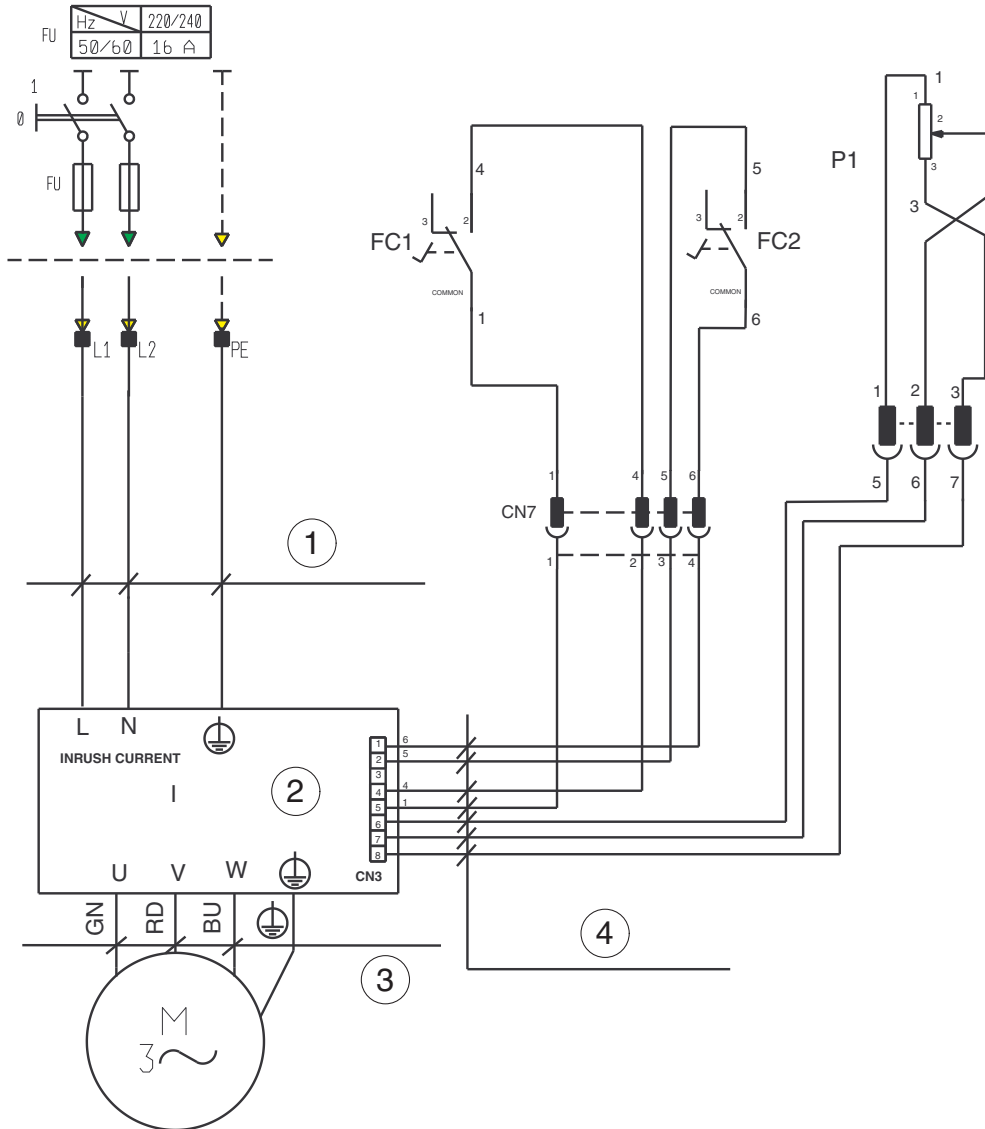 FU
Hz V 220/240
50/60 16 A
1
0
FU
L1 L2 PE
1
L N
INRUSH CURRENT
I
2
U V W
CN3
GN RD BU
3
M
3
4
4
3 2
FC1
COMMON
1
5
3 2
FC2
COMMON
6
1 4 5 6
CN7
1 2 3 4
P1
1
1
2
3
3
1 2 3
5 6 7
1 6
2 5
3
4 4
5 1
6
7
8